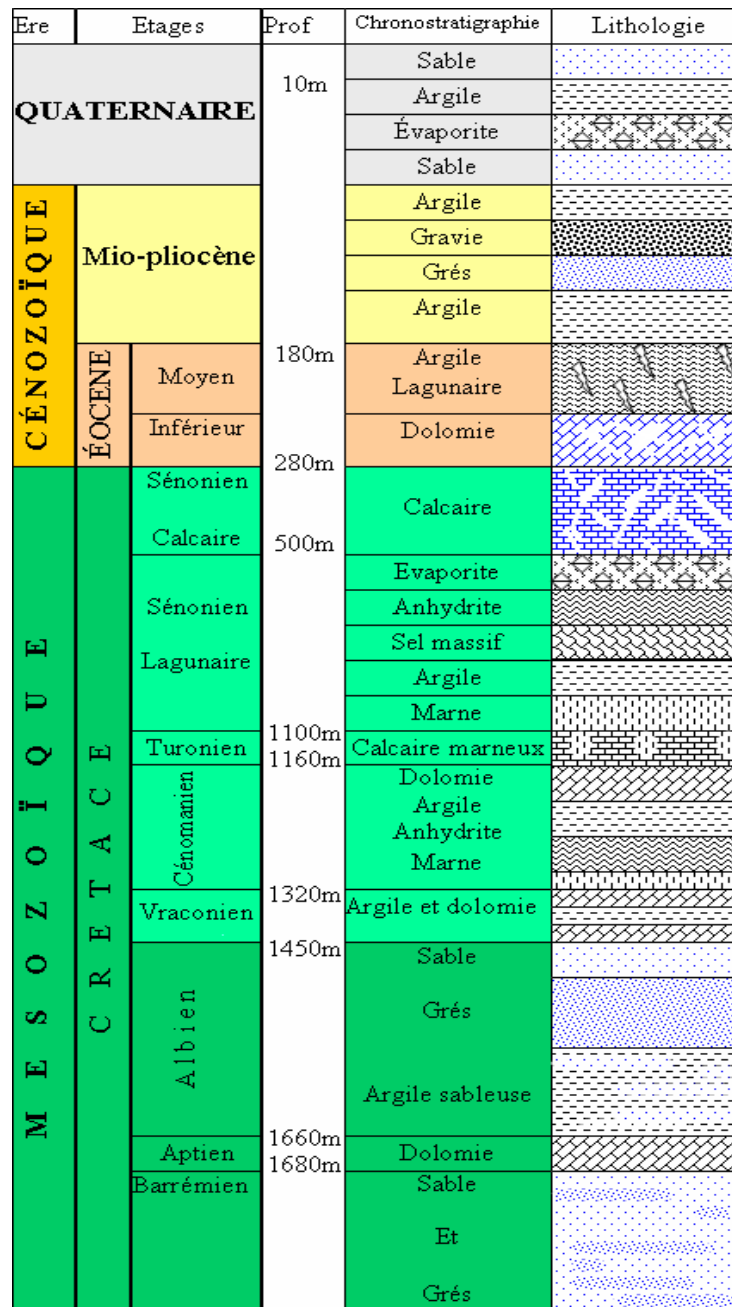 Ere Etages Prof Chronostratigraphie Lithologie
Sable
10m
Argile
QUATERNAIRE
Évaporite
Sable
CÉNOZOÏQUE
Mio-pliocène
Argile
Gravie
Grés
Argile
180m
ÉOCENE
Moyen
Argile
Lagunaire
Inférieur
Dolomie
280m
MESOZOÏQUE
CRETACE
Sénonien
Calcaire
Calcaire
500m
Evaporite
Sénonien
Anhydrite
Lagunaire
Sel massif
Argile
Marne
1100m
Turonien
Calcaire marneux
1160m
Cénomanien
Dolomie
Argile
Anhydrite
Marne
1320m
Vraconien
Argile et dolomie
1450m
Albien
Sable
Grés
Argile sableuse
1660m
Aptien
Dolomie
1680m
Barrémien
Sable
Et
Grés